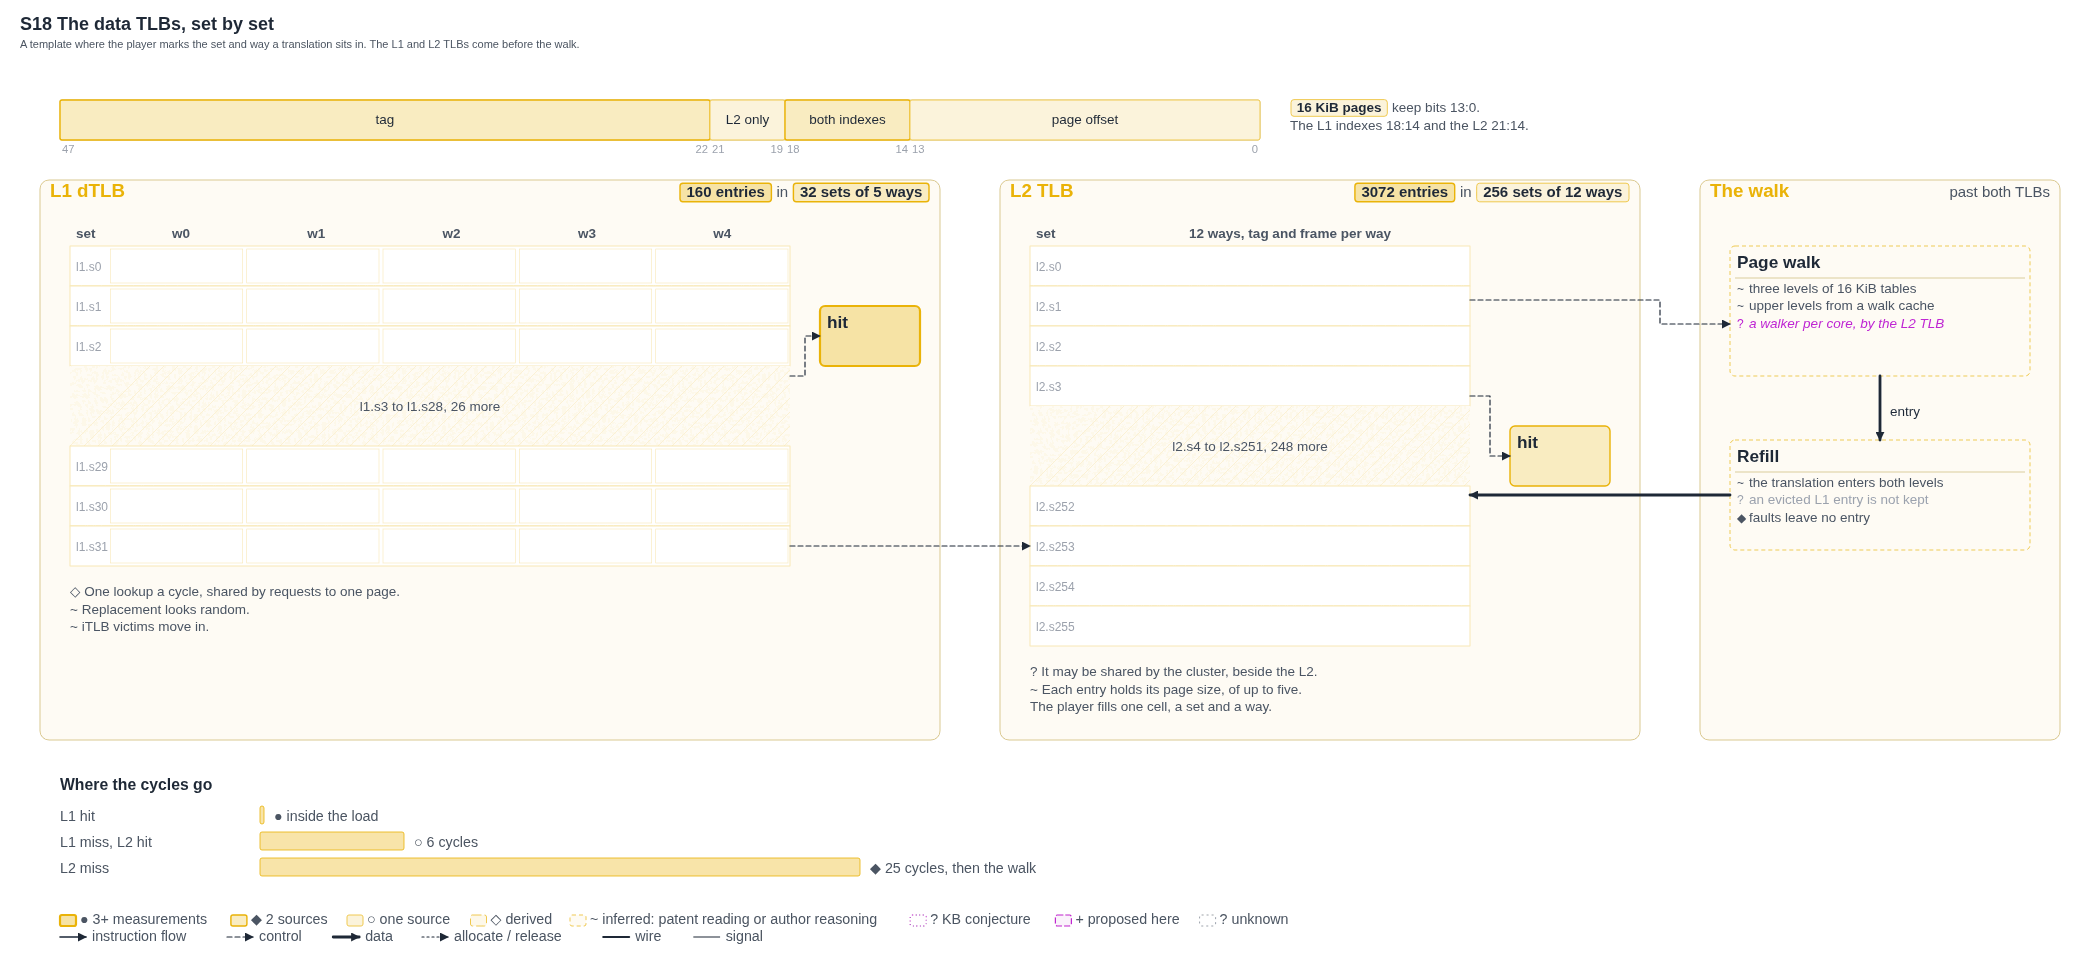 S18 The data TLBs, set by set
A template where the player marks the set and way a translation sits in. The L1 and L2 TLBs come before the walk.
tag
L2 only
both indexes
page offset
47
22 21
19 18
14 13
0
16 KiB pages keep bits 13:0.
The L1 indexes 18:14 and the L2 21:14.
L1 dTLB
160 entries in 32 sets of 5 ways
set w0 w1 w2 w3 w4
l1.s0
l1.s1
l1.s2
l1.s3 to l1.s28, 26 more
l1.s29
l1.s30
l1.s31
hit
◇ One lookup a cycle, shared by requests to one page.
~ Replacement looks random.
~ iTLB victims move in.
L2 TLB
3072 entries in 256 sets of 12 ways
set 12 ways, tag and frame per way
l2.s0
l2.s1
l2.s2
l2.s3
l2.s4 to l2.s251, 248 more
l2.s252
l2.s253
l2.s254
l2.s255
hit
? It may be shared by the cluster, beside the L2.
~ Each entry holds its page size, of up to five.
The player fills one cell, a set and a way.
The walk
past both TLBs
Page walk
~ three levels of 16 KiB tables
~ upper levels from a walk cache
? a walker per core, by the L2 TLB
entry
Refill
~ the translation enters both levels
? an evicted L1 entry is not kept
◆ faults leave no entry
Where the cycles go
L1 hit ● inside the load
L1 miss, L2 hit ○ 6 cycles
L2 miss ◆ 25 cycles, then the walk
● 3+ measurements ◆ 2 sources ○ one source ◇ derived ~ inferred: patent reading or author reasoning ? KB conjecture + proposed here ? unknown
instruction flow control data allocate / release wire signal